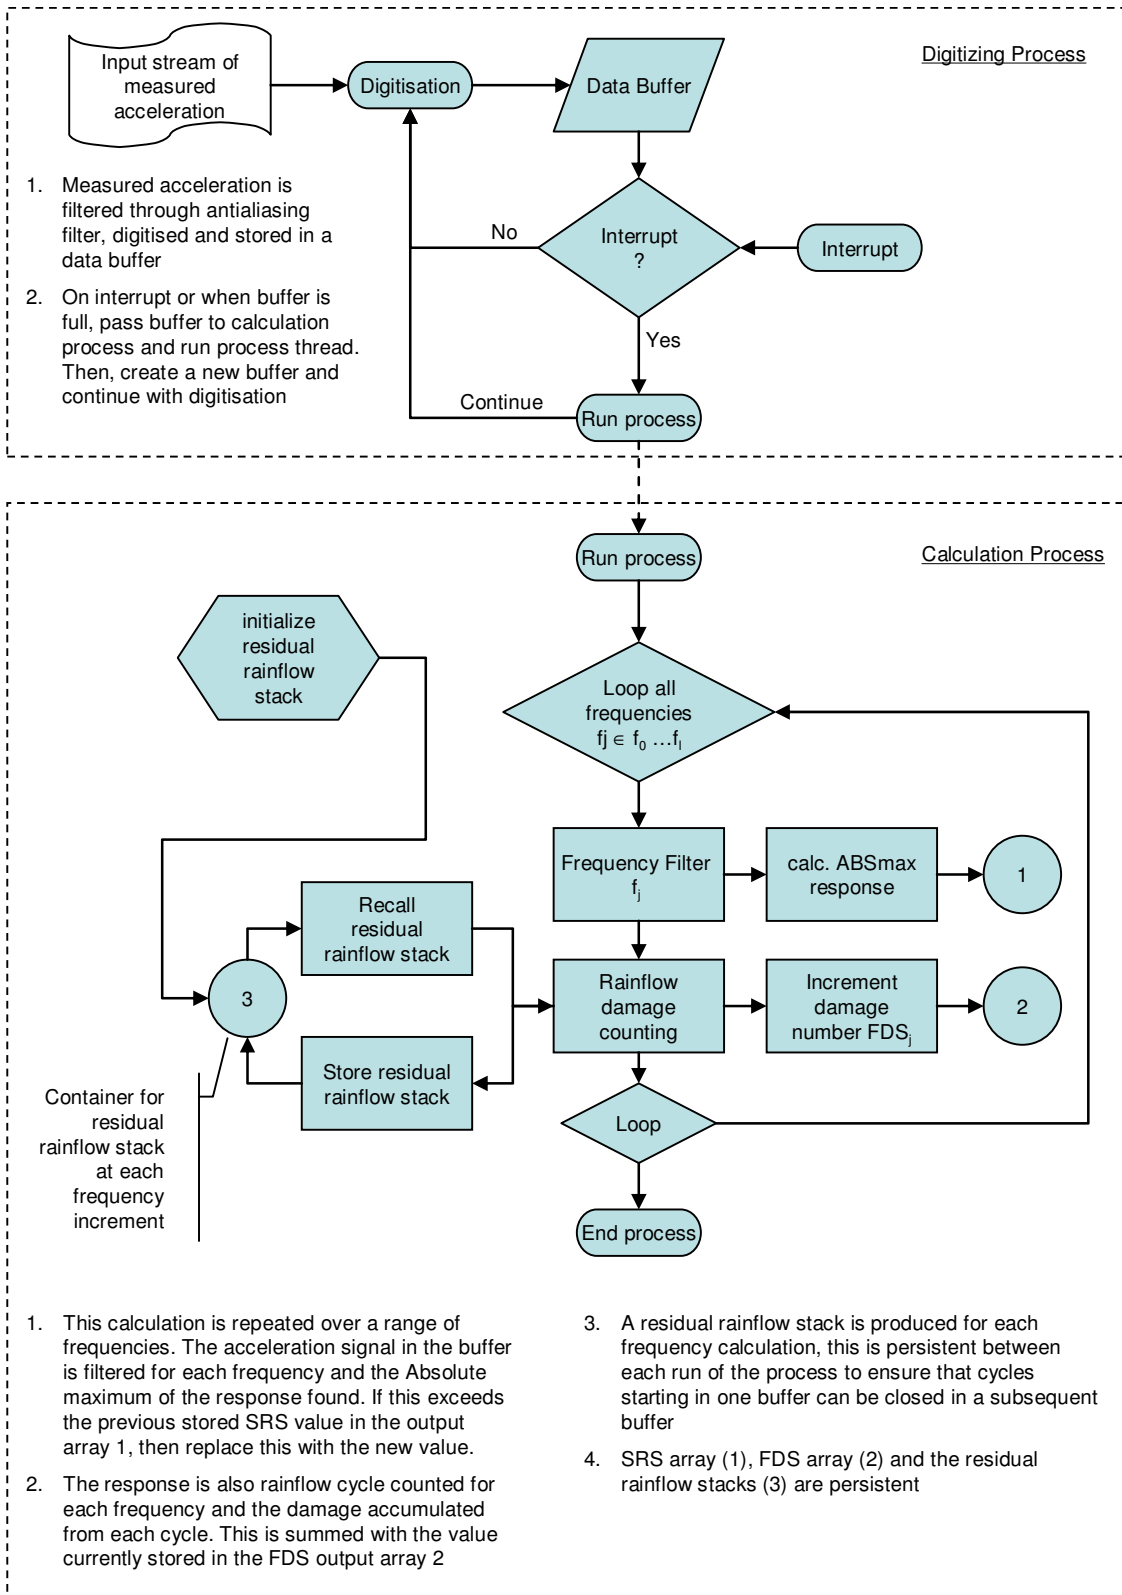 Digitizing Process
Input stream of
measured
acceleration
Digitisation
Data Buffer
1. Measured acceleration is
filtered through antialiasing
filter, digitised and stored in a
data buffer
2. On interrupt or when buffer is
full, pass buffer to calculation
process and run process thread.
Then, create a new buffer and
continue with digitisation
No
Interrupt
?
Interrupt
Yes
Continue
Run process
Run process
Calculation Process
initialize
residual
rainflow
stack
Loop all
frequencies
fj ∈ f₀ …fₗ
Frequency Filter
fⱼ
calc. ABSmax
response
1
Recall
residual
rainflow stack
3
Rainflow
damage
counting
Increment
damage
number FDSⱼ
2
Store residual
rainflow stack
Container for
residual
rainflow stack
at each
frequency
increment
Loop
End process
1. This calculation is repeated over a range of
frequencies. The acceleration signal in the buffer
is filtered for each frequency and the Absolute
maximum of the response found. If this exceeds
the previous stored SRS value in the output
array 1, then replace this with the new value.
2. The response is also rainflow cycle counted for
each frequency and the damage accumulated
from each cycle. This is summed with the value
currently stored in the FDS output array 2
3. A residual rainflow stack is produced for each
frequency calculation, this is persistent between
each run of the process to ensure that cycles
starting in one buffer can be closed in a subsequent
buffer
4. SRS array (1), FDS array (2) and the residual
rainflow stacks (3) are persistent